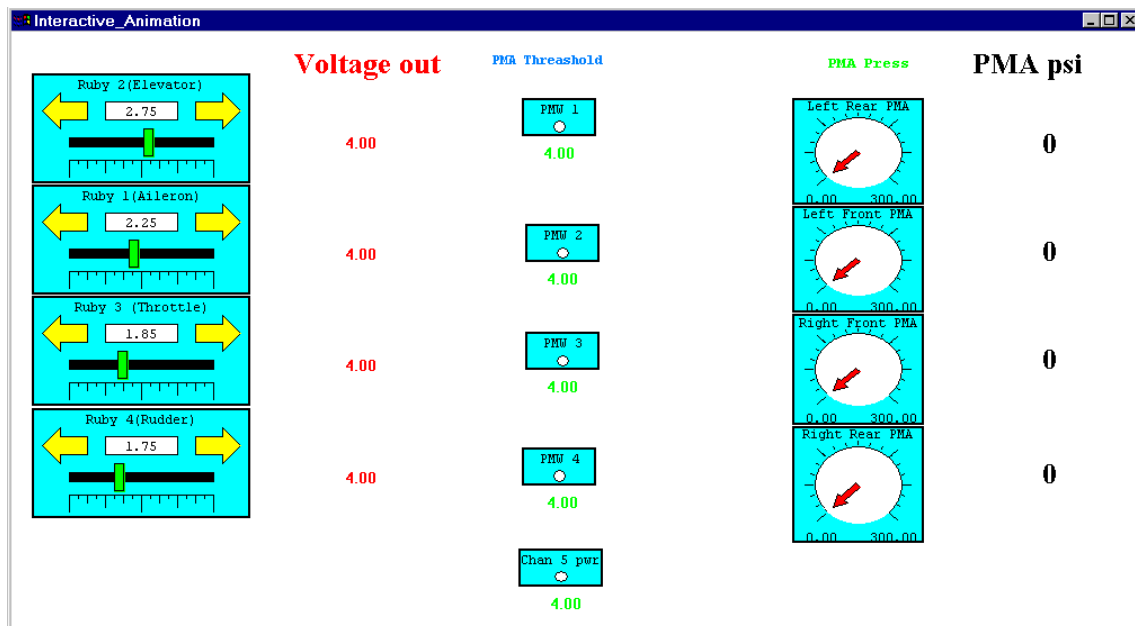 Interactive_Animation
Voltage out
PMA Threashold
PMA Press
PMA psi
Ruby 2(Elevator)
2.75
4.00
PMW 1
4.00
Left Rear PMA
0.00 300.00
0
Ruby 1(Aileron)
2.25
4.00
PMW 2
4.00
Left Front PMA
0.00 300.00
0
Ruby 3 (Throttle)
1.85
4.00
PMW 3
4.00
Right Front PMA
0.00 300.00
0
Ruby 4(Rudder)
1.75
4.00
PMW 4
4.00
Right Rear PMA
0.00 300.00
0
Chan 5 pwr
4.00